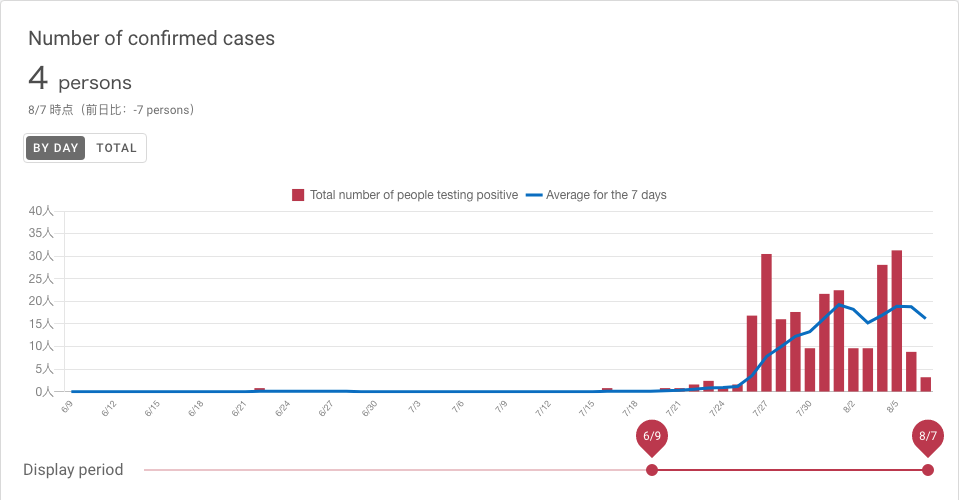 Number of confirmed cases
4 persons
8/7 時点（前日比：-7 persons）
BY DAY TOTAL
Total number of people testing positive Average for the 7 days
40人
35人
30人
25人
20人
15人
10人
5人
0人
6/9 6/12 6/15 6/18 6/21 6/24 6/27 6/30 7/3 7/6 7/9 7/12 7/15 7/18 7/21 7/24 7/27 7/30 8/2 8/5
6/9 8/7
Display period